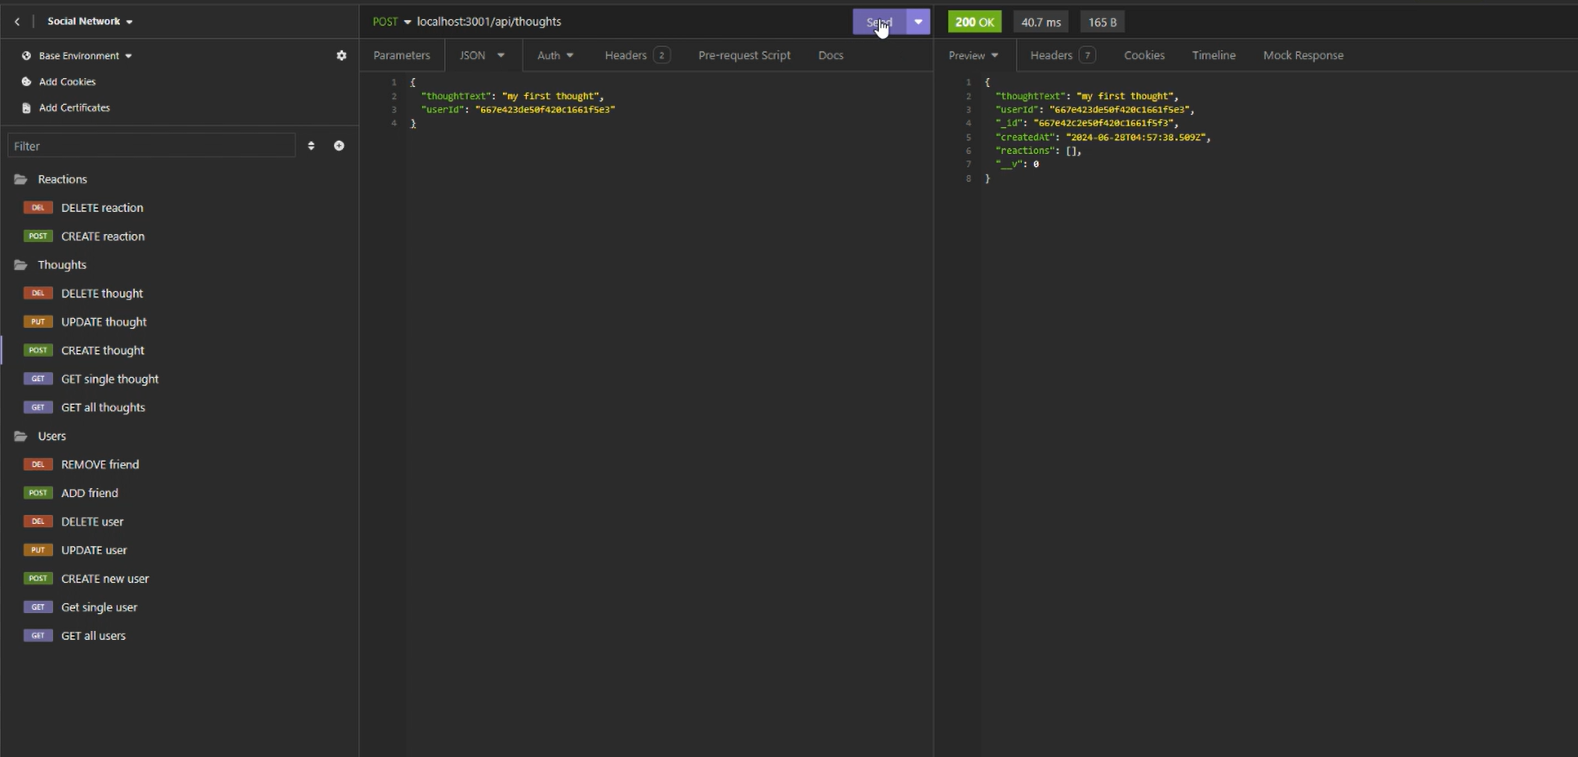 Social Network
Base Environment
Add Cookies
Add Certificates
Filter
Reactions
DEL DELETE reaction
POST CREATE reaction
Thoughts
DEL DELETE thought
PUT UPDATE thought
POST CREATE thought
GET GET single thought
GET GET all thoughts
Users
DEL REMOVE friend
POST ADD friend
DEL DELETE user
PUT UPDATE user
POST CREATE new user
GET Get single user
GET GET all users
POST localhost:3001/api/thoughts
Send
Parameters JSON Auth Headers 2 Pre-request Script Docs
1 {
2 "thoughtText": "my first thought",
3 "userId": "667e423de50f420c1661f5e3"
4 }
200 OK 40.7 ms 165 B
Preview Headers 7 Cookies Timeline Mock Response
1 {
2 "thoughtText": "my first thought",
3 "userId": "667e423de50f420c1661f5e3",
4 "_id": "667e42c2e50f420c1661f5f3",
5 "createdAt": "2024-06-28T04:57:38.509Z",
6 "reactions": [],
7 "__v": 0
8 }